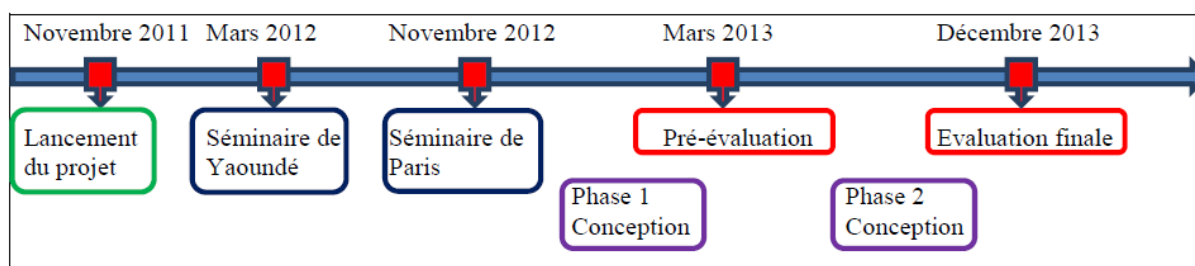 Novembre 2011 Mars 2012 Novembre 2012 Mars 2013 Décembre 2013
Lancement
du projet
Séminaire de
Yaoundé
Séminaire de
Paris
Pré-évaluation
Evaluation finale
Phase 1
Conception
Phase 2
Conception